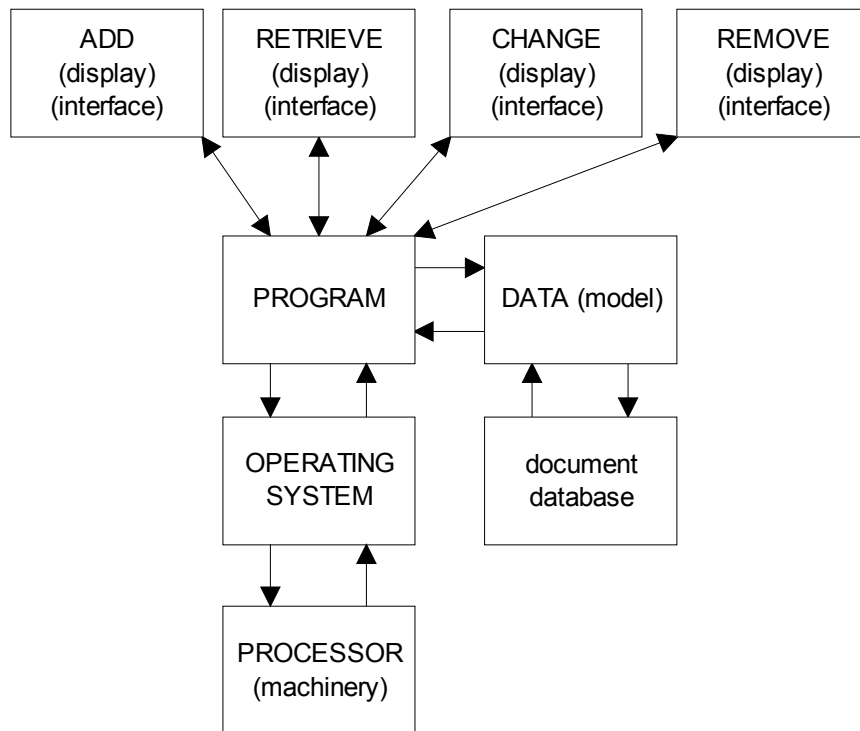 ADD
(display)
(interface)
RETRIEVE
(display)
(interface)
CHANGE
(display)
(interface)
REMOVE
(display)
(interface)
PROGRAM
DATA (model)
OPERATING
SYSTEM
document
database
PROCESSOR
(machinery)